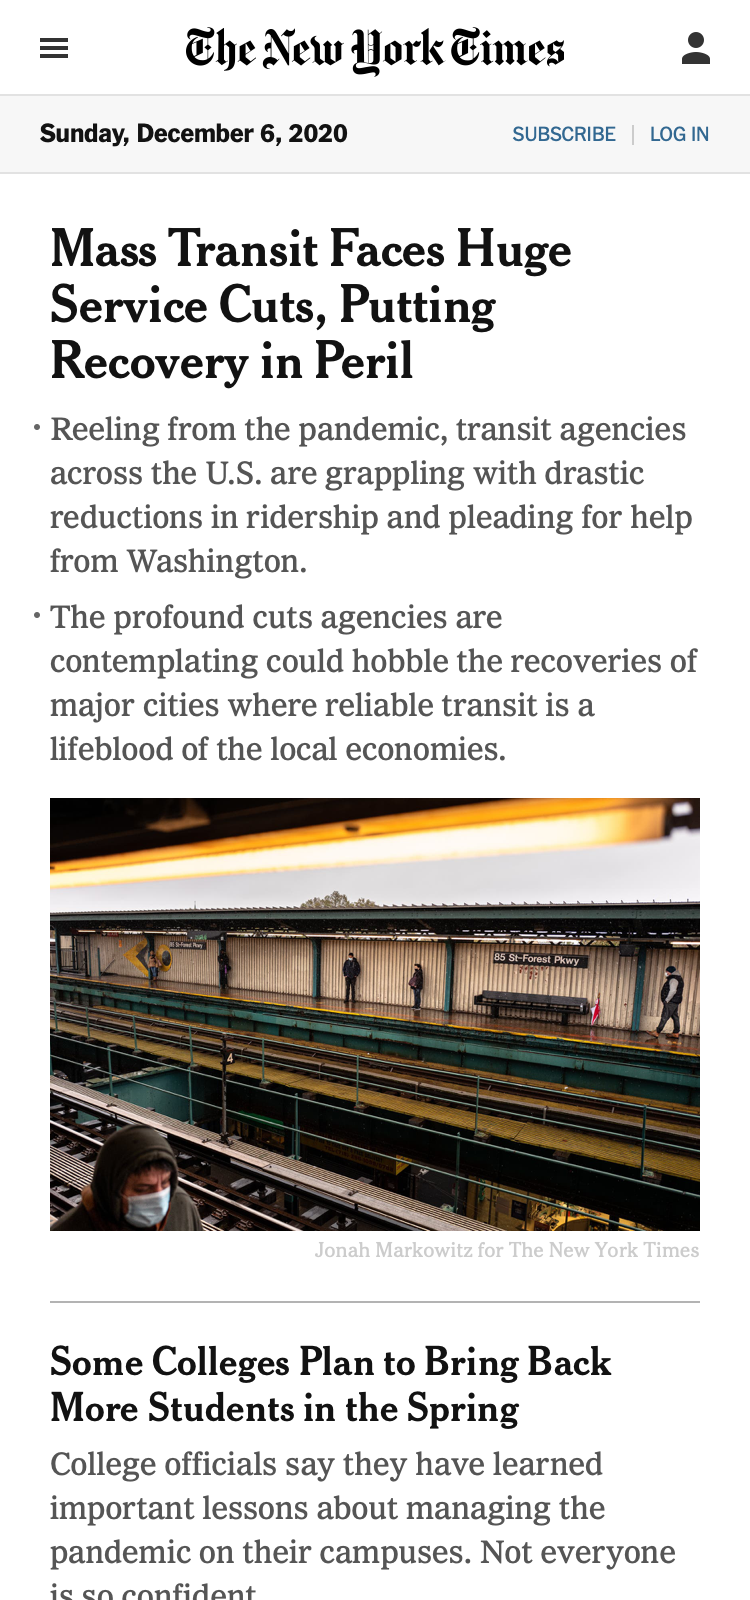 The New York Times
Sunday, December 6, 2020
SUBSCRIBE | LOG IN
Mass Transit Faces Huge
Service Cuts, Putting
Recovery in Peril
• Reeling from the pandemic, transit agencies
across the U.S. are grappling with drastic
reductions in ridership and pleading for help
from Washington.
• The profound cuts agencies are
contemplating could hobble the recoveries of
major cities where reliable transit is a
lifeblood of the local economies.
85 St-Forest Pkwy
85 St-Forest Pkwy
4
Jonah Markowitz for The New York Times
Some Colleges Plan to Bring Back
More Students in the Spring
College officials say they have learned
important lessons about managing the
pandemic on their campuses. Not everyone
is so confident.